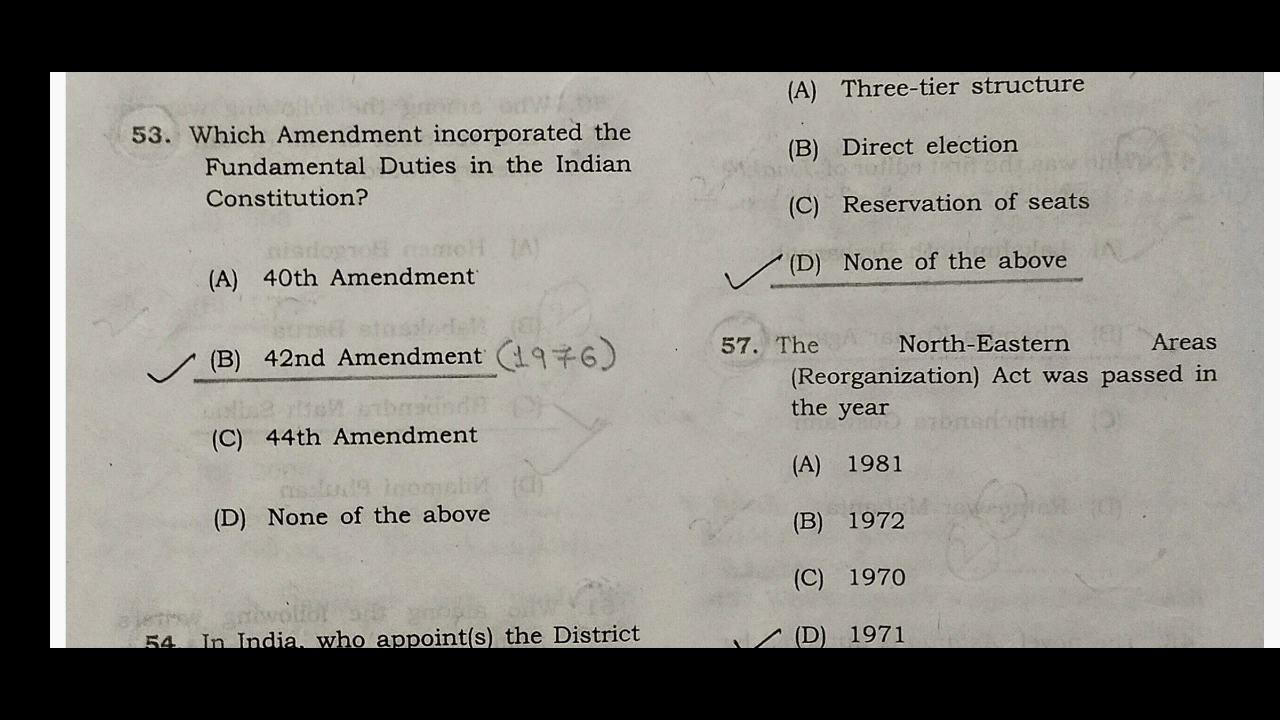 53. Which Amendment incorporated the
Fundamental Duties in the Indian
Constitution?
(A) 40th Amendment
(B) 42nd Amendment (1976)
(C) 44th Amendment
(D) None of the above
54. In India, who appoint(s) the District
(A) Three-tier structure
(B) Direct election
(C) Reservation of seats
(D) None of the above
57. The North-Eastern Areas
(Reorganization) Act was passed in
the year
(A) 1981
(B) 1972
(C) 1970
(D) 1971